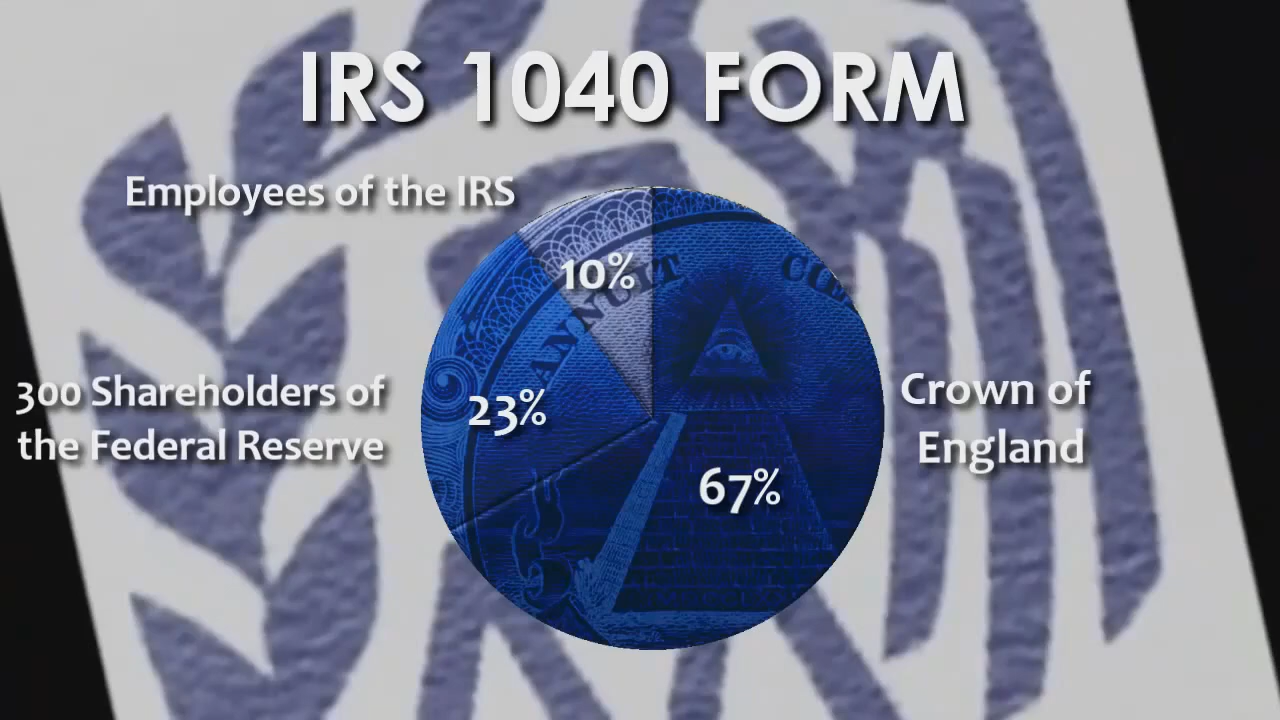 IRS 1040 FORM
Employees of the IRS
10%
300 Shareholders of
the Federal Reserve
23%
Crown of
England
67%
ANNUIT